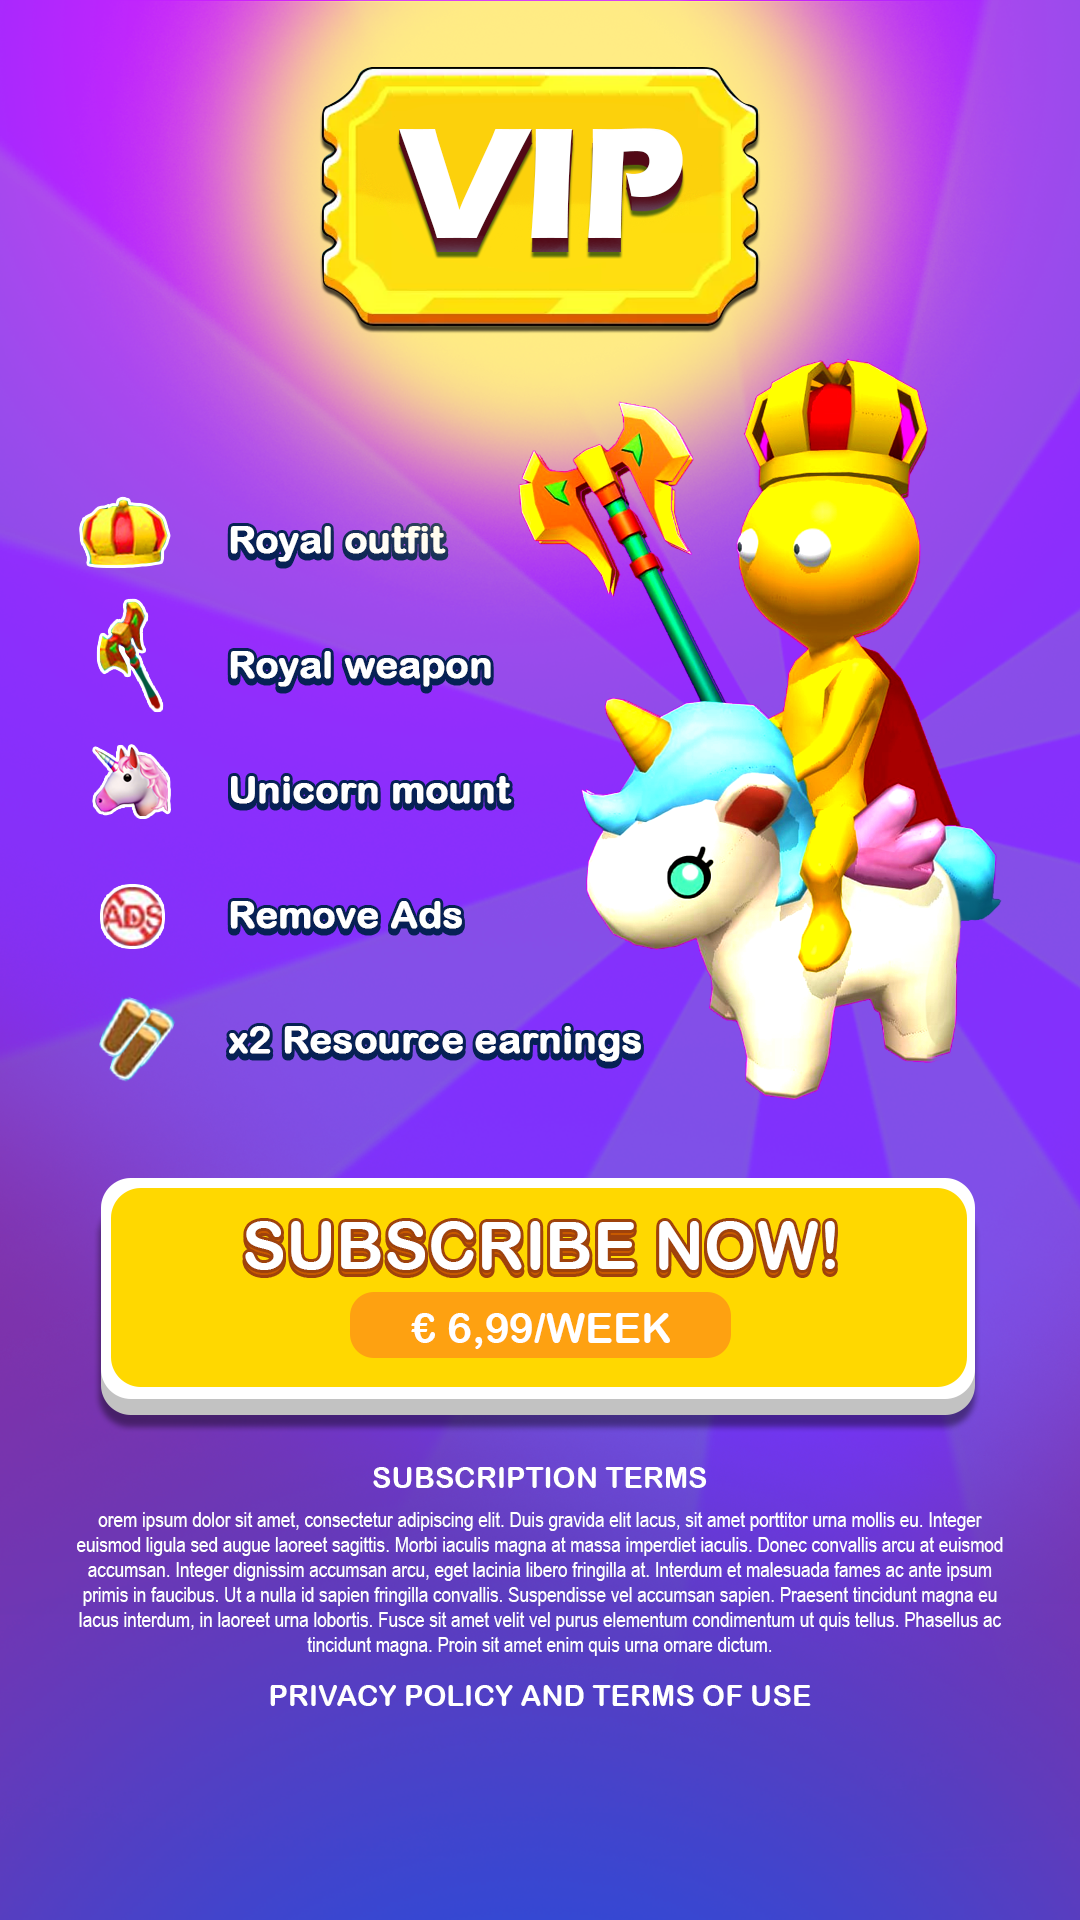 VIP
Royal outfit
Royal weapon
Unicorn mount
ADS
Remove Ads
x2 Resource earnings
SUBSCRIBE NOW!
€ 6,99/WEEK
SUBSCRIPTION TERMS
orem ipsum dolor sit amet, consectetur adipiscing elit. Duis gravida elit lacus, sit amet porttitor urna mollis eu. Integer
euismod ligula sed augue laoreet sagittis. Morbi iaculis magna at massa imperdiet iaculis. Donec convallis arcu at euismod
accumsan. Integer dignissim accumsan arcu, eget lacinia libero fringilla at. Interdum et malesuada fames ac ante ipsum
primis in faucibus. Ut a nulla id sapien fringilla convallis. Suspendisse vel accumsan sapien. Praesent tincidunt magna eu
lacus interdum, in laoreet urna lobortis. Fusce sit amet velit vel purus elementum condimentum ut quis tellus. Phasellus ac
tincidunt magna. Proin sit amet enim quis urna ornare dictum.
PRIVACY POLICY AND TERMS OF USE